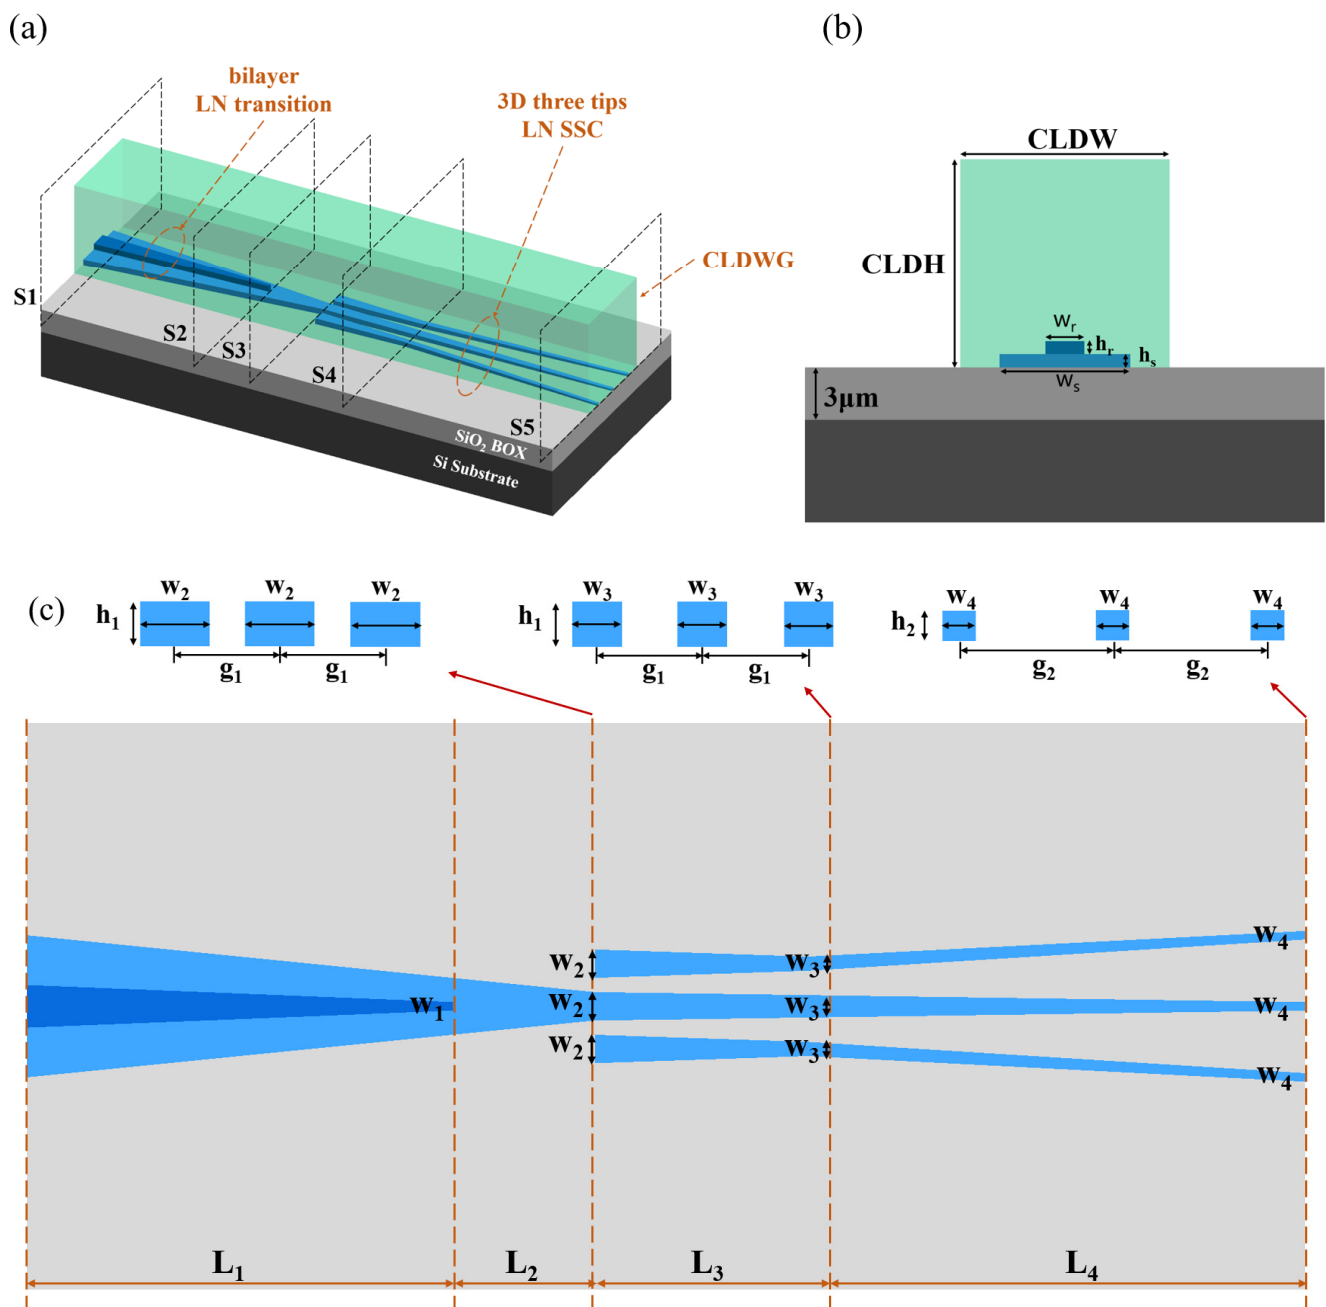 (a)
bilayer
LN transition
3D three tips
LN SSC
CLDWG
S1
S2
S3
S4
S5
SiO₂ BOX
Si Substrate
(b)
CLDW
CLDH
wᵣ
hᵣ
hₛ
wₛ
3μm
(c)
w₂ w₂ w₂
h₁
g₁ g₁
w₃ w₃ w₃
h₁
g₁ g₁
w₄ w₄ w₄
h₂
g₂ g₂
w₁
w₂
w₂
w₂
w₃
w₃
w₃
w₄
w₄
w₄
L₁ L₂ L₃ L₄